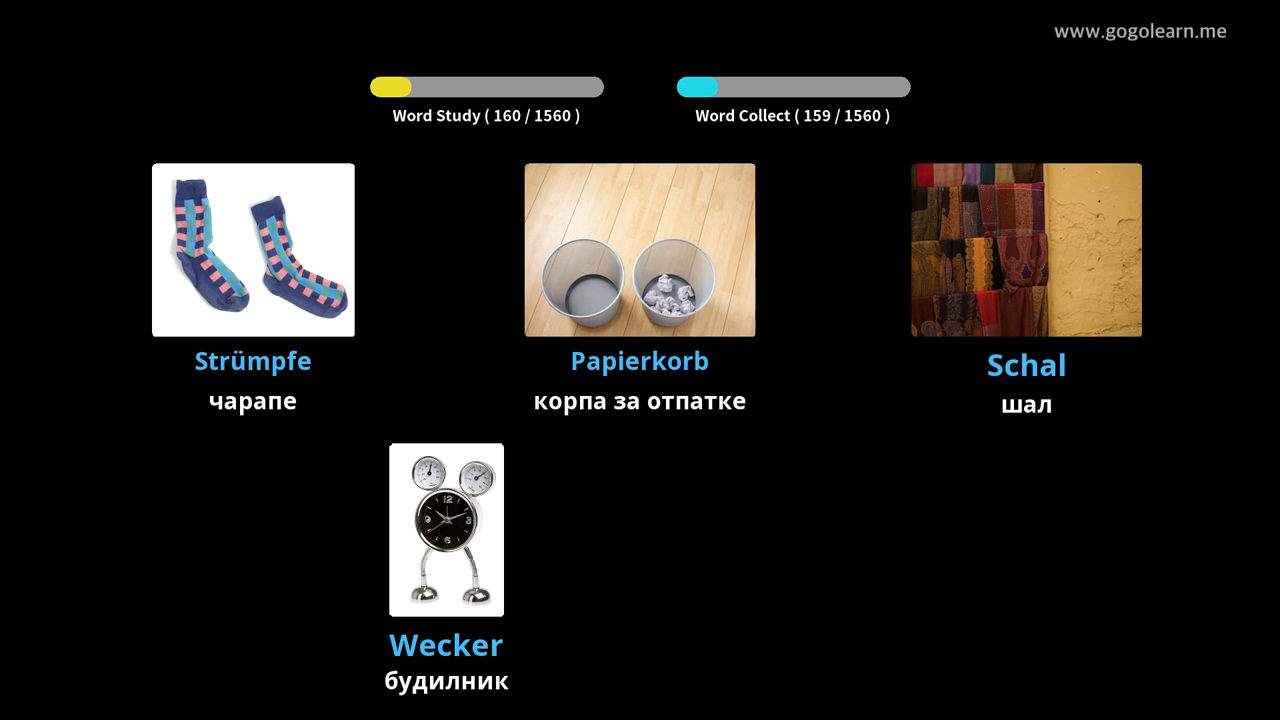 www.gogolearn.me
Word Study ( 160 / 1560 )
Word Collect ( 159 / 1560 )
Strümpfe
чарапе
Papierkorb
корпа за отпатке
Schal
шал
Wecker
будилник